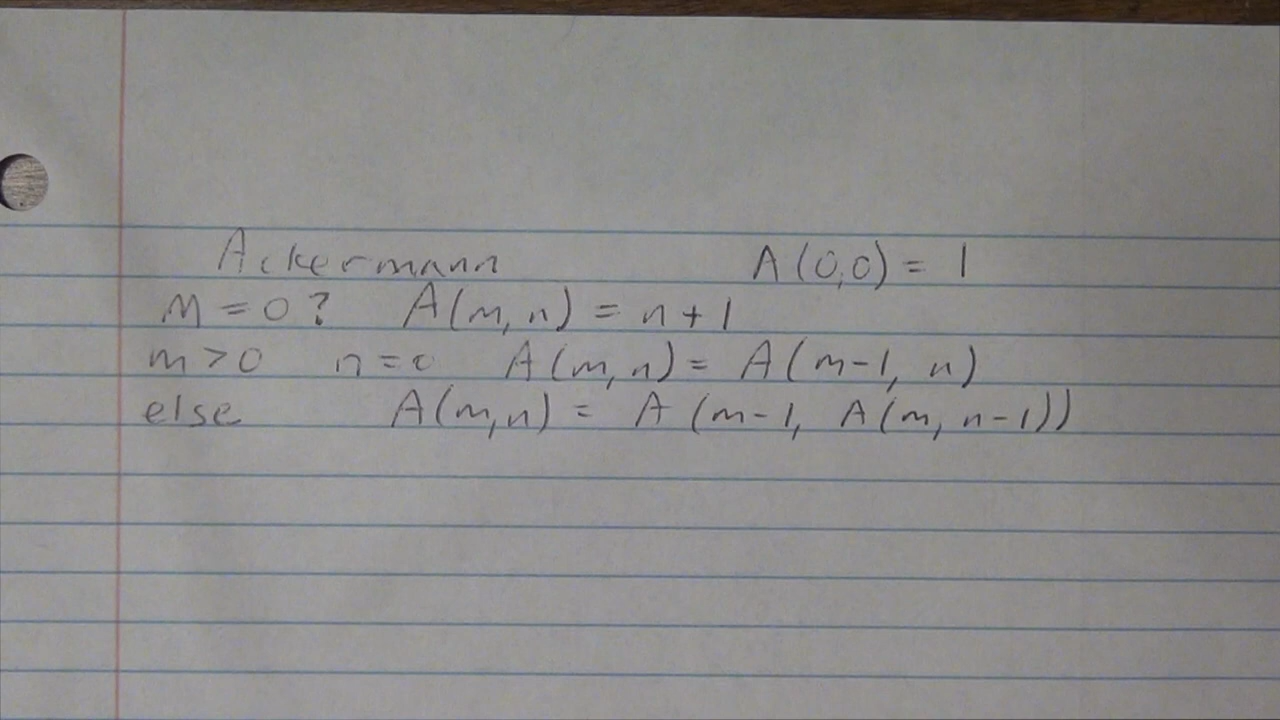 Ackermann A(0,0) = 1
M = 0? A(m, n) = n + 1
m > 0 n = 0 A(m, n) = A(m-1, n)
else A(m,n) = A(m-1, A(m, n-1))